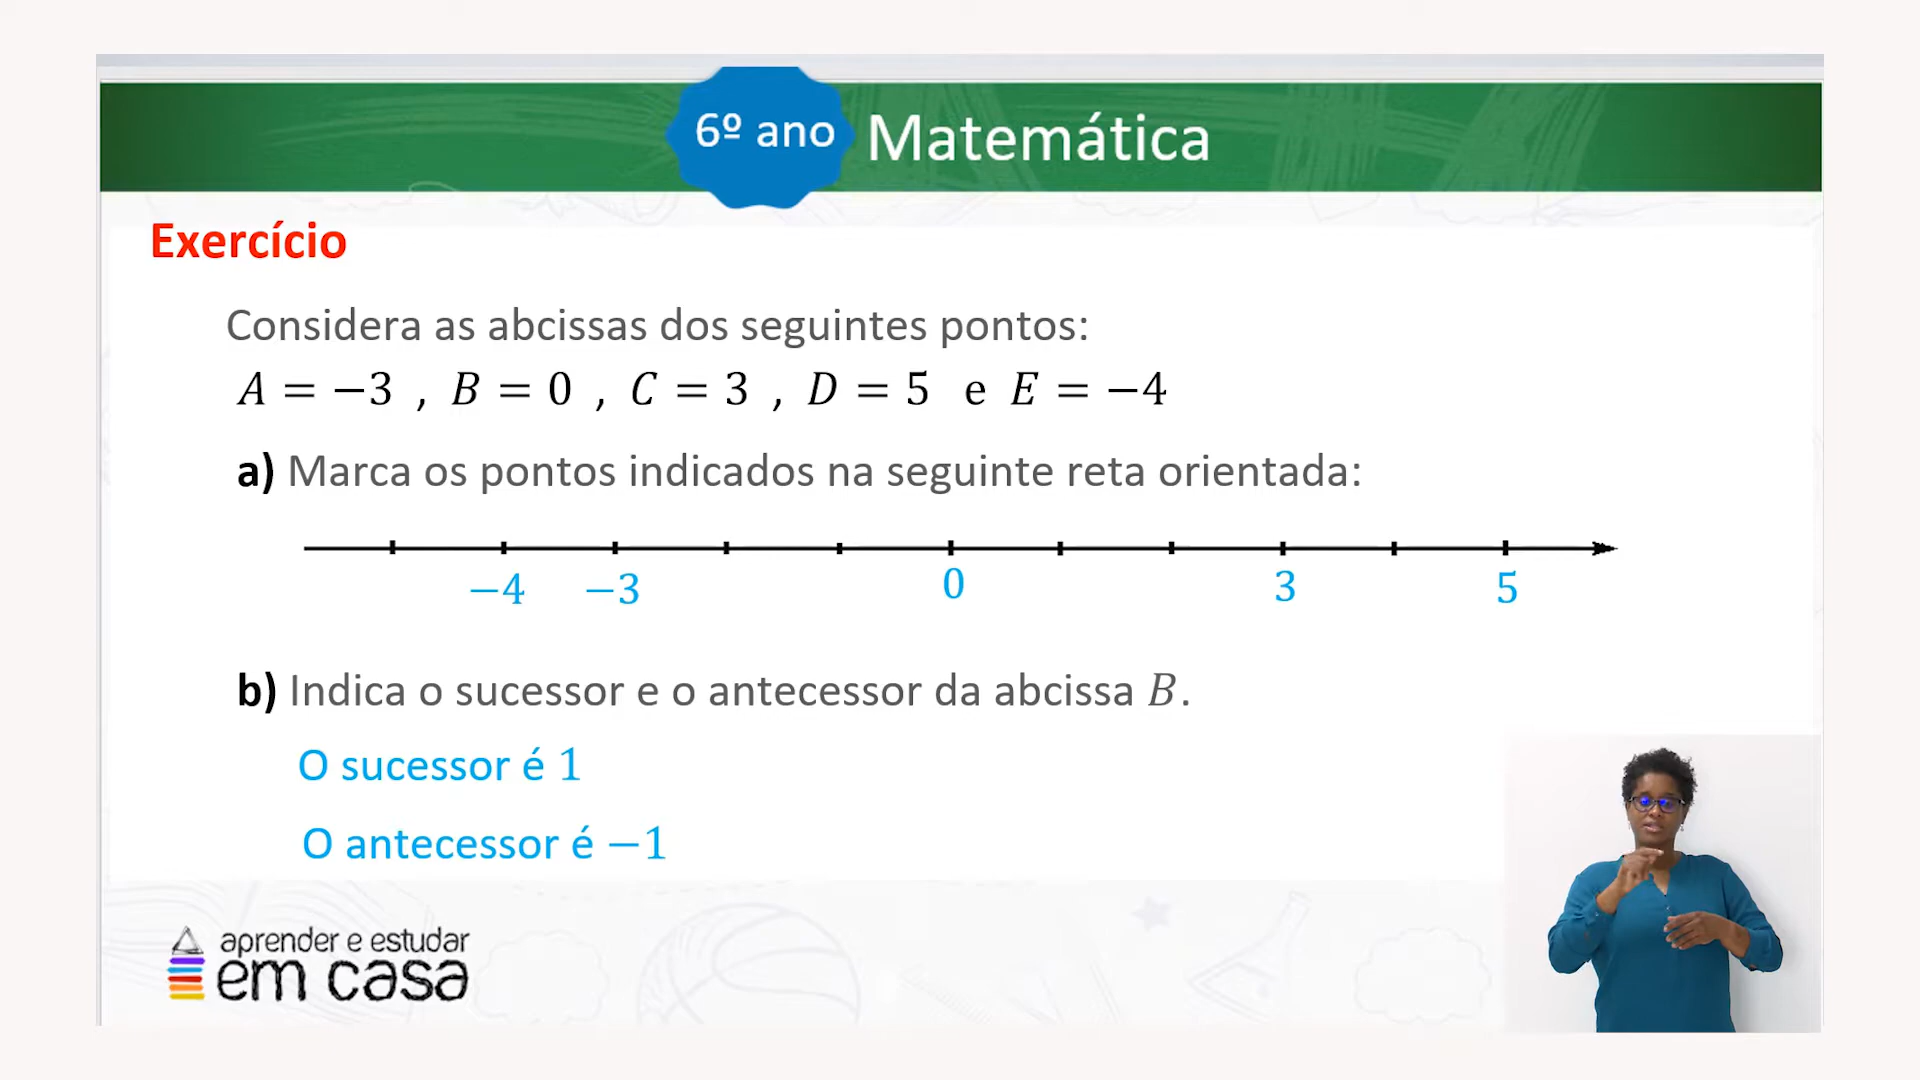 6º ano Matemática
Exercício
Considera as abcissas dos seguintes pontos:
A = −3 , B = 0 , C = 3 , D = 5 e E = −4
a) Marca os pontos indicados na seguinte reta orientada:
−4 −3 0 3 5
b) Indica o sucessor e o antecessor da abcissa B.
O sucessor é 1
O antecessor é −1
aprender e estudar
em casa